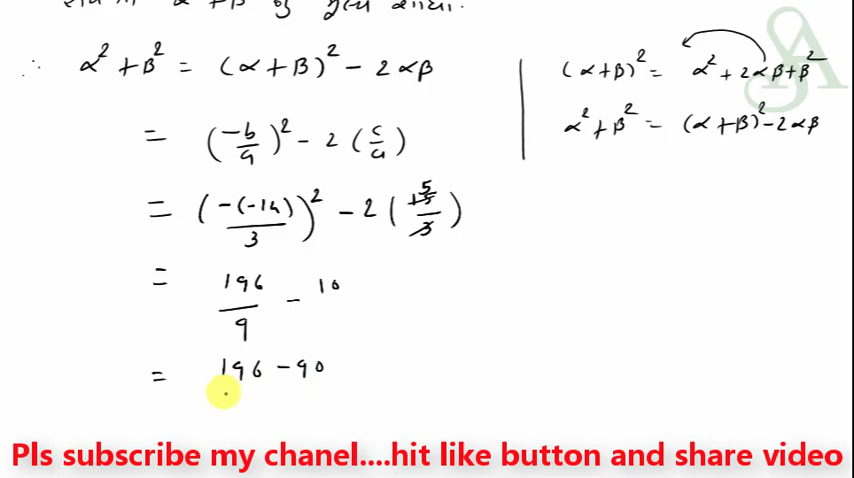 α + β
∴ α² + β² = (α + β)² − 2αβ
= (−b/a)² − 2(c/a)
= (−(−14)/3)² − 2(15/3) 5
= 196/9 − 10
= 196 − 90
(α + β)² = α² + 2αβ + β²
α² + β² = (α + β)² − 2αβ
Pls subscribe my chanel....hit like button and share video